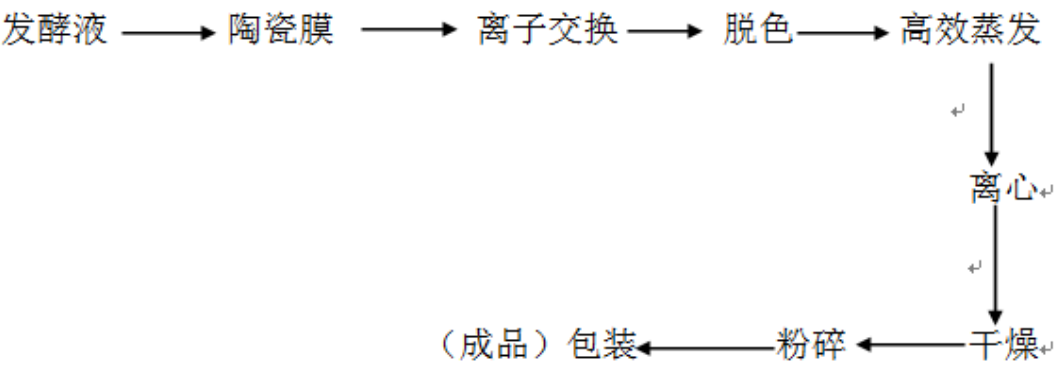 发酵液 陶瓷膜 离子交换 脱色 高效蒸发
离心
干燥
粉碎
（成品）包装